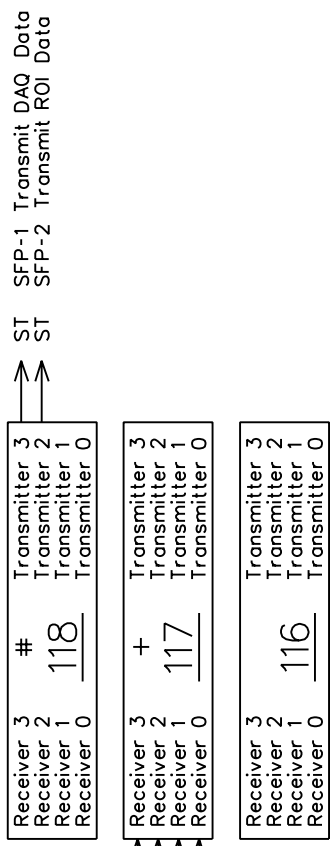 ST SFP-1 Transmit DAQ Data
ST SFP-2 Transmit ROI Data
Receiver 3 # Transmitter 3
Receiver 2 118 Transmitter 2
Receiver 1 Transmitter 1
Receiver 0 Transmitter 0
Receiver 3 + Transmitter 3
Receiver 2 117 Transmitter 2
Receiver 1 Transmitter 1
Receiver 0 Transmitter 0
Receiver 3 Transmitter 3
Receiver 2 116 Transmitter 2
Receiver 1 Transmitter 1
Receiver 0 Transmitter 0